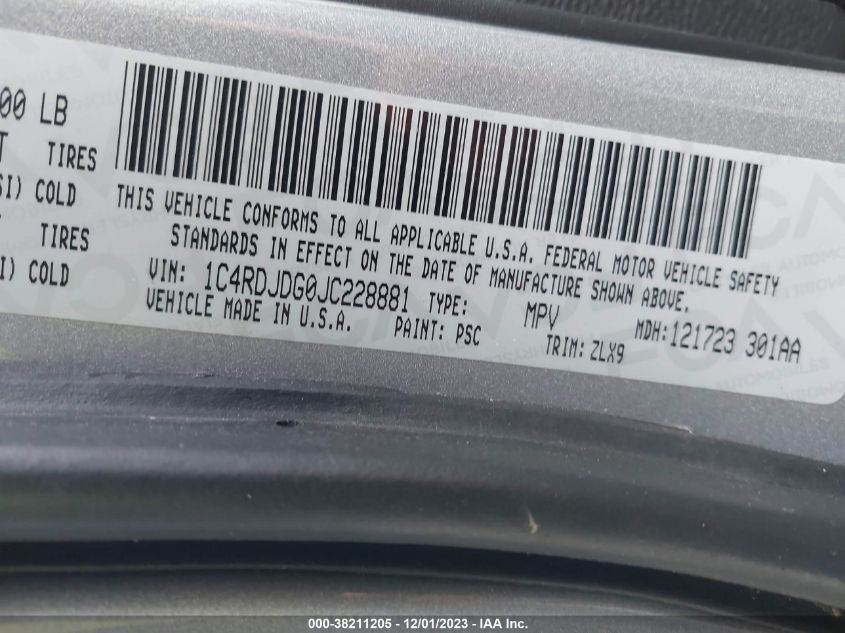 00 LB
TIRES
SI) COLD
TIRES
I) COLD
THIS VEHICLE CONFORMS TO ALL APPLICABLE U.S.A. FEDERAL MOTOR VEHICLE SAFETY
STANDARDS IN EFFECT ON THE DATE OF MANUFACTURE SHOWN ABOVE.
VIN: 1C4RDJDG0JC228881 TYPE: MPV MDH:121723 301AA
VEHICLE MADE IN U.S.A. PAINT: PSC TRIM: ZLX9
000-38211205 - 12/01/2023 - IAA Inc.